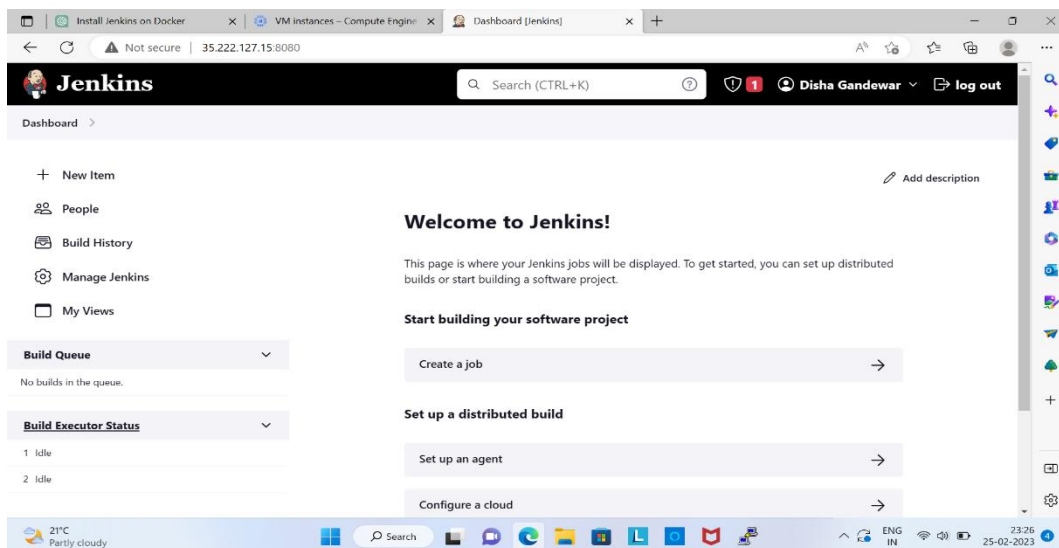 Install Jenkins on Docker
VM instances – Compute Engine
Dashboard [Jenkins]
Not secure | 35.222.127.15:8080
Jenkins
Search (CTRL+K)
1
Disha Gandewar
log out
Dashboard
New Item
Add description
People
Build History
Manage Jenkins
My Views
Welcome to Jenkins!
This page is where your Jenkins jobs will be displayed. To get started, you can set up distributed
builds or start building a software project.
Start building your software project
Create a job
Build Queue
No builds in the queue.
Set up a distributed build
Build Executor Status
1 Idle
2 Idle
Set up an agent
Configure a cloud
21°C
Partly cloudy
Search
ENG
IN
23:26
25-02-2023
4